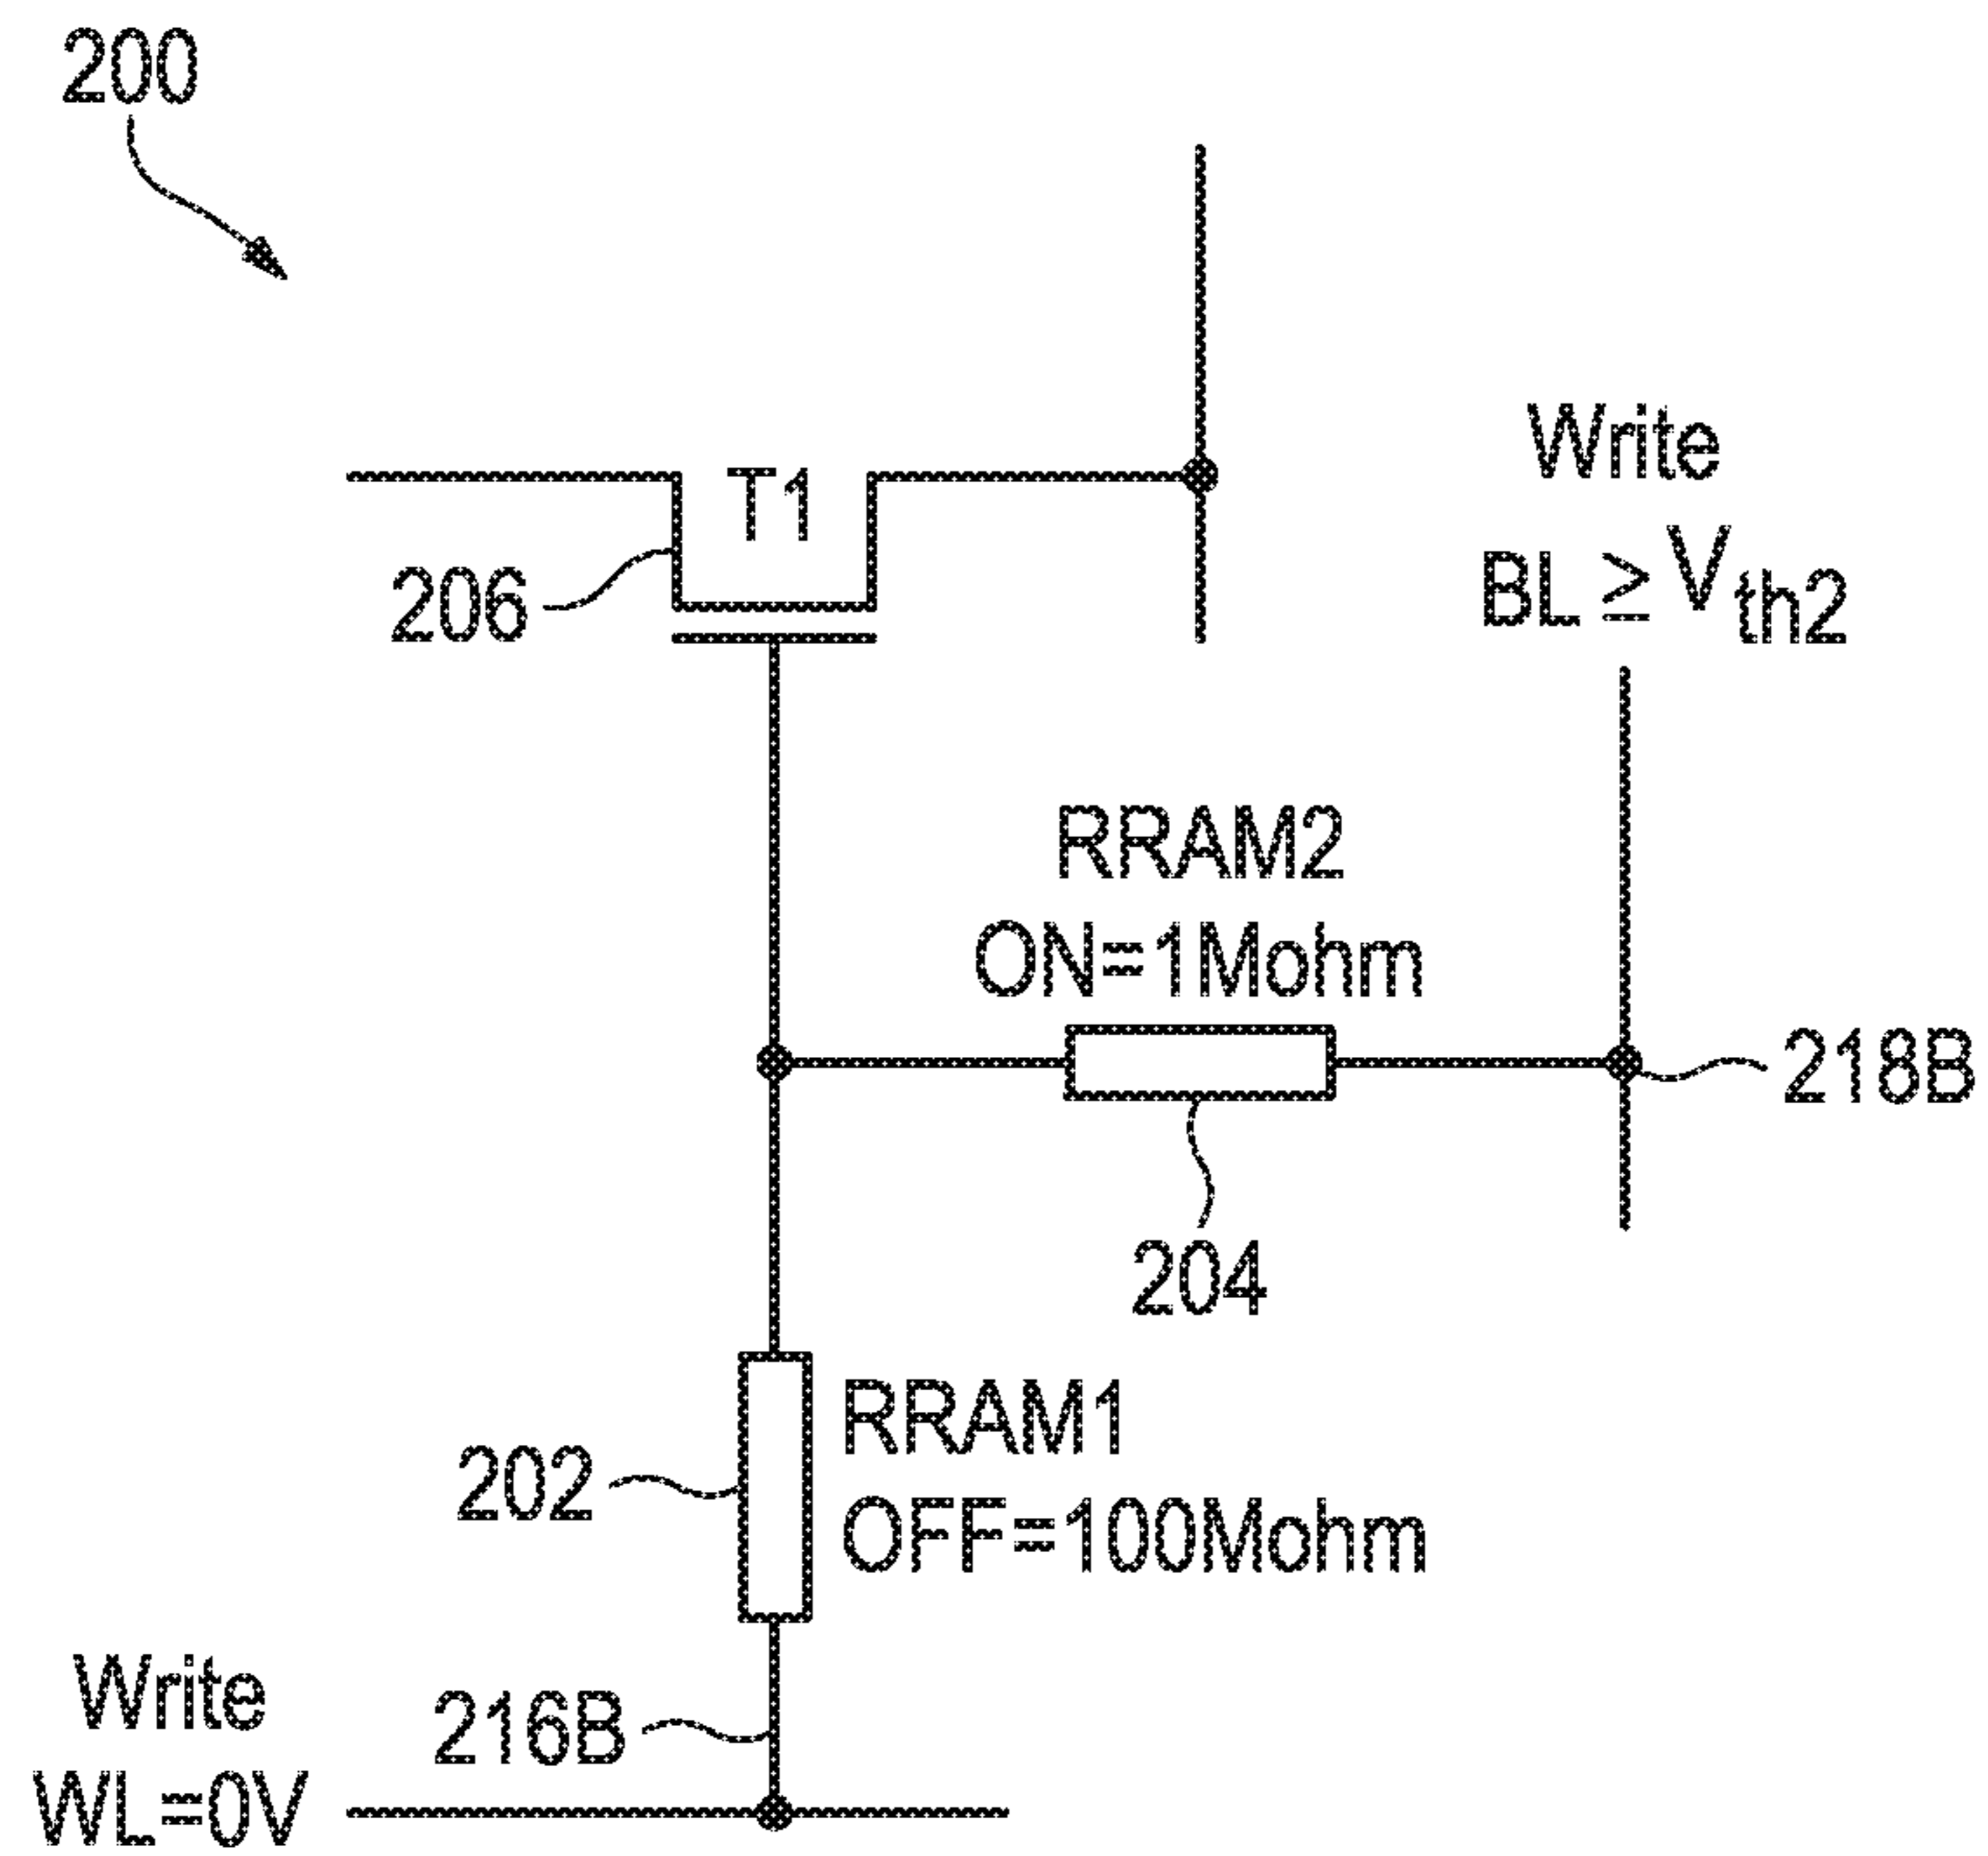 200
T1
206
Write
BL ≥ Vth2
RRAM2
ON=1Mohm
218B
204
RRAM1
OFF=100Mohm
202
216B
Write
WL=0V